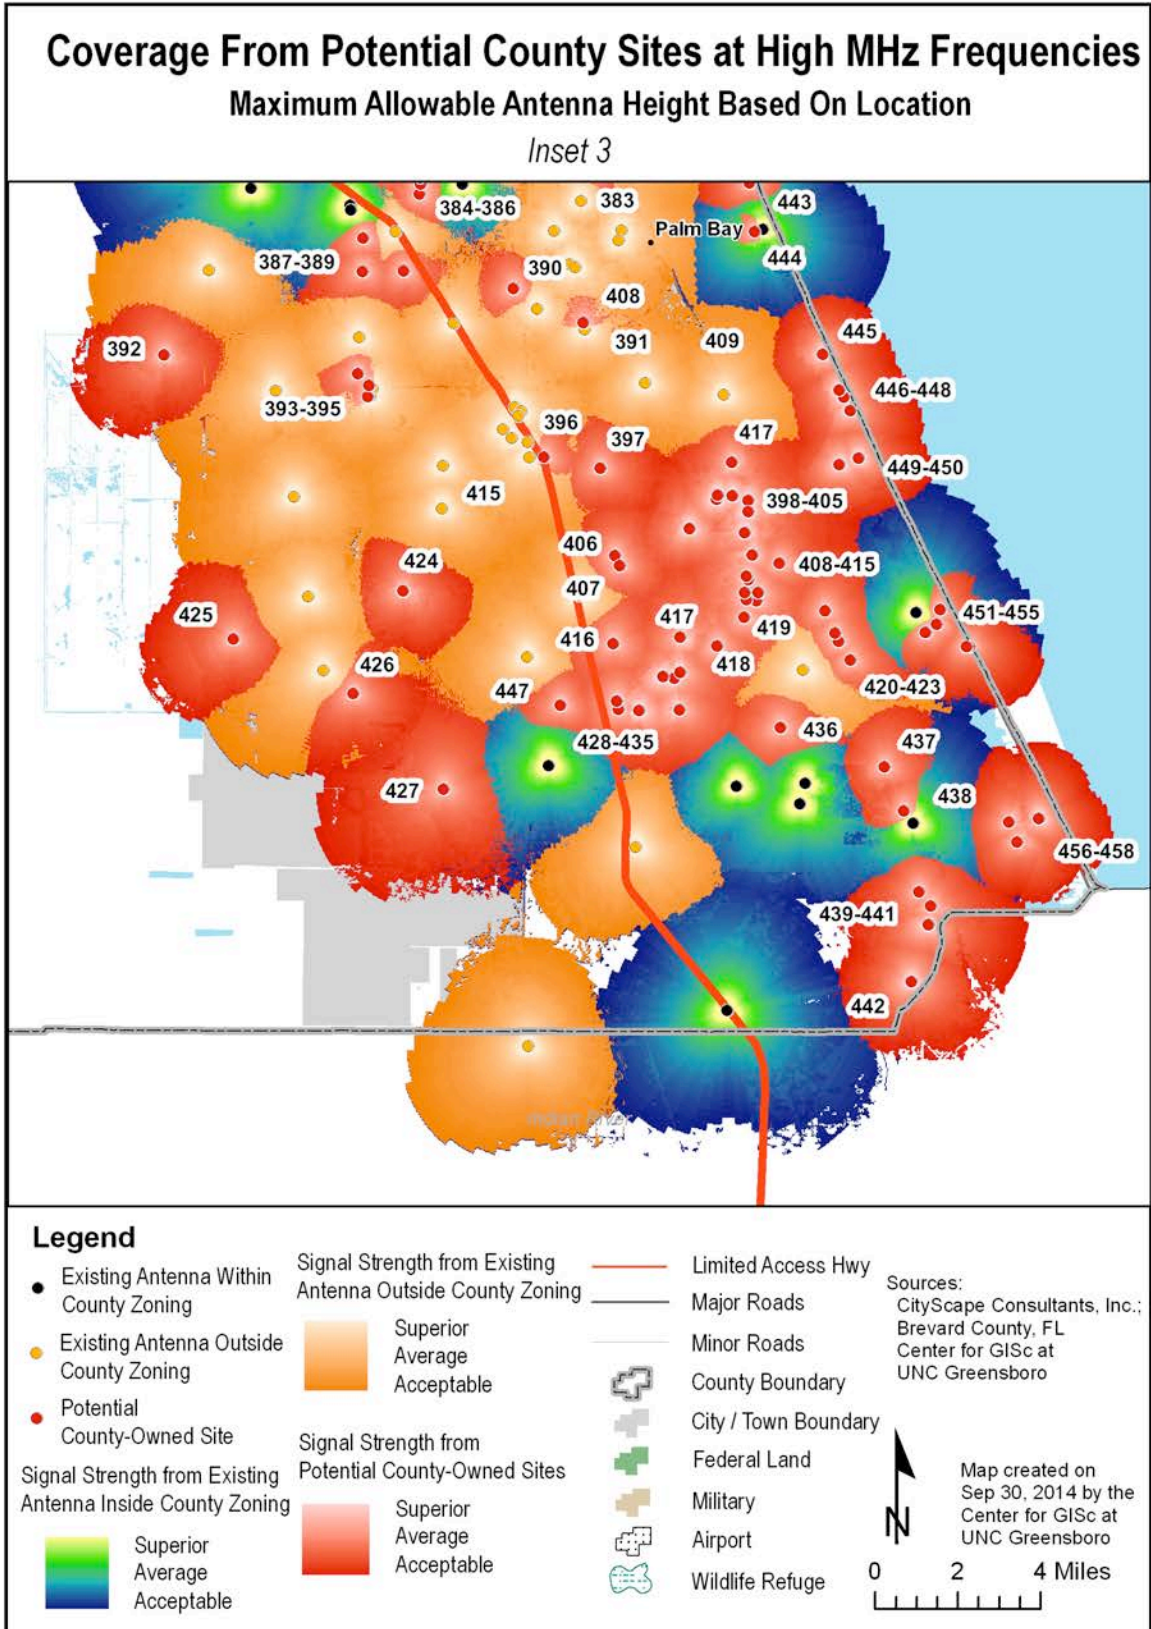 Coverage From Potential County Sites at High MHz Frequencies
Maximum Allowable Antenna Height Based On Location
Inset 3
383
443
384-386
Palm Bay
444
387-389
390
408
391
409
445
392
446-448
393-395
396
397
417
449-450
415
398-405
406
424
408-415
407
425
417
451-455
416
419
426
418
447
420-423
428-435
436
437
427
438
456-458
439-441
442
Indian River
Legend
Existing Antenna Within
County Zoning
Existing Antenna Outside
County Zoning
Potential
County-Owned Site
Signal Strength from Existing
Antenna Inside County Zoning
Superior
Average
Acceptable
Signal Strength from Existing
Antenna Outside County Zoning
Superior
Average
Acceptable
Signal Strength from
Potential County-Owned Sites
Superior
Average
Acceptable
Limited Access Hwy
Major Roads
Minor Roads
County Boundary
City / Town Boundary
Federal Land
Military
Airport
Wildlife Refuge
Sources:
CityScape Consultants, Inc.;
Brevard County, FL
Center for GISc at
UNC Greensboro
N
Map created on
Sep 30, 2014 by the
Center for GISc at
UNC Greensboro
0 2 4 Miles